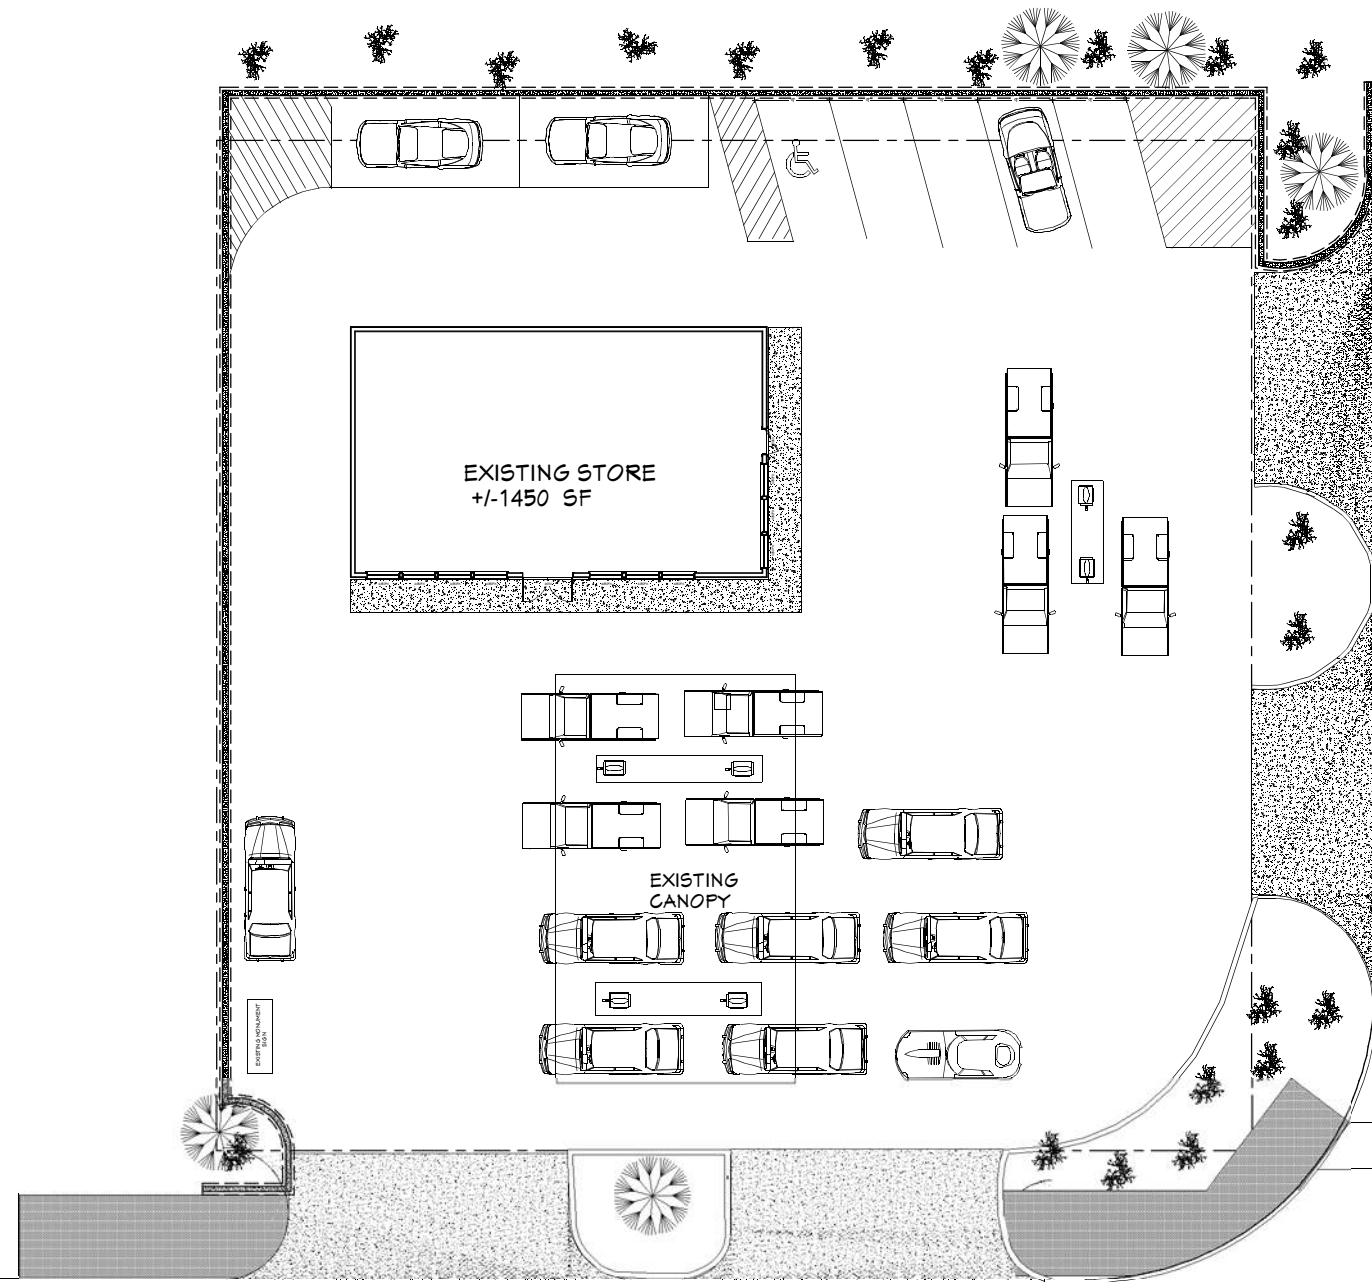 EXISTING STORE
+/-1450 SF
EXISTING
CANOPY
EXISTING MONUMENT
SIGN